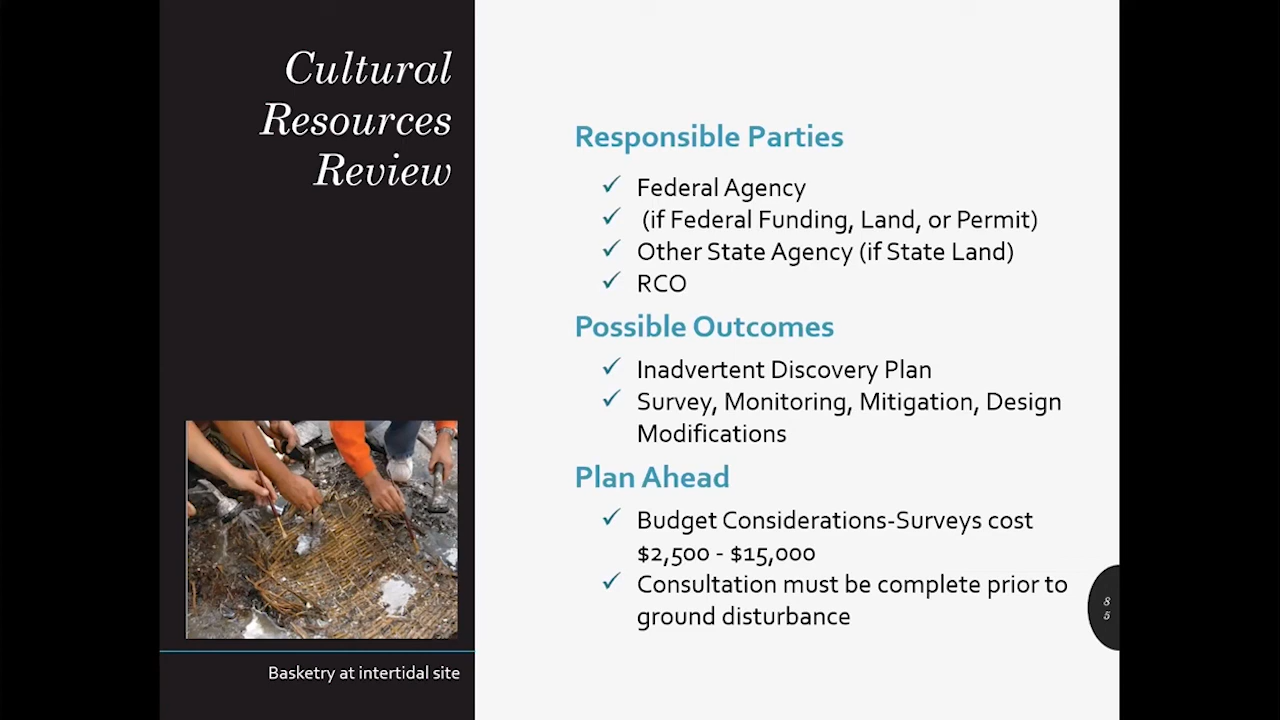 Cultural
Resources
Review
Responsible Parties
✓ Federal Agency
✓ (if Federal Funding, Land, or Permit)
✓ Other State Agency (if State Land)
✓ RCO
Possible Outcomes
✓ Inadvertent Discovery Plan
✓ Survey, Monitoring, Mitigation, Design
Modifications
Plan Ahead
✓ Budget Considerations-Surveys cost
$2,500 - $15,000
✓ Consultation must be complete prior to
ground disturbance
8
5
Basketry at intertidal site